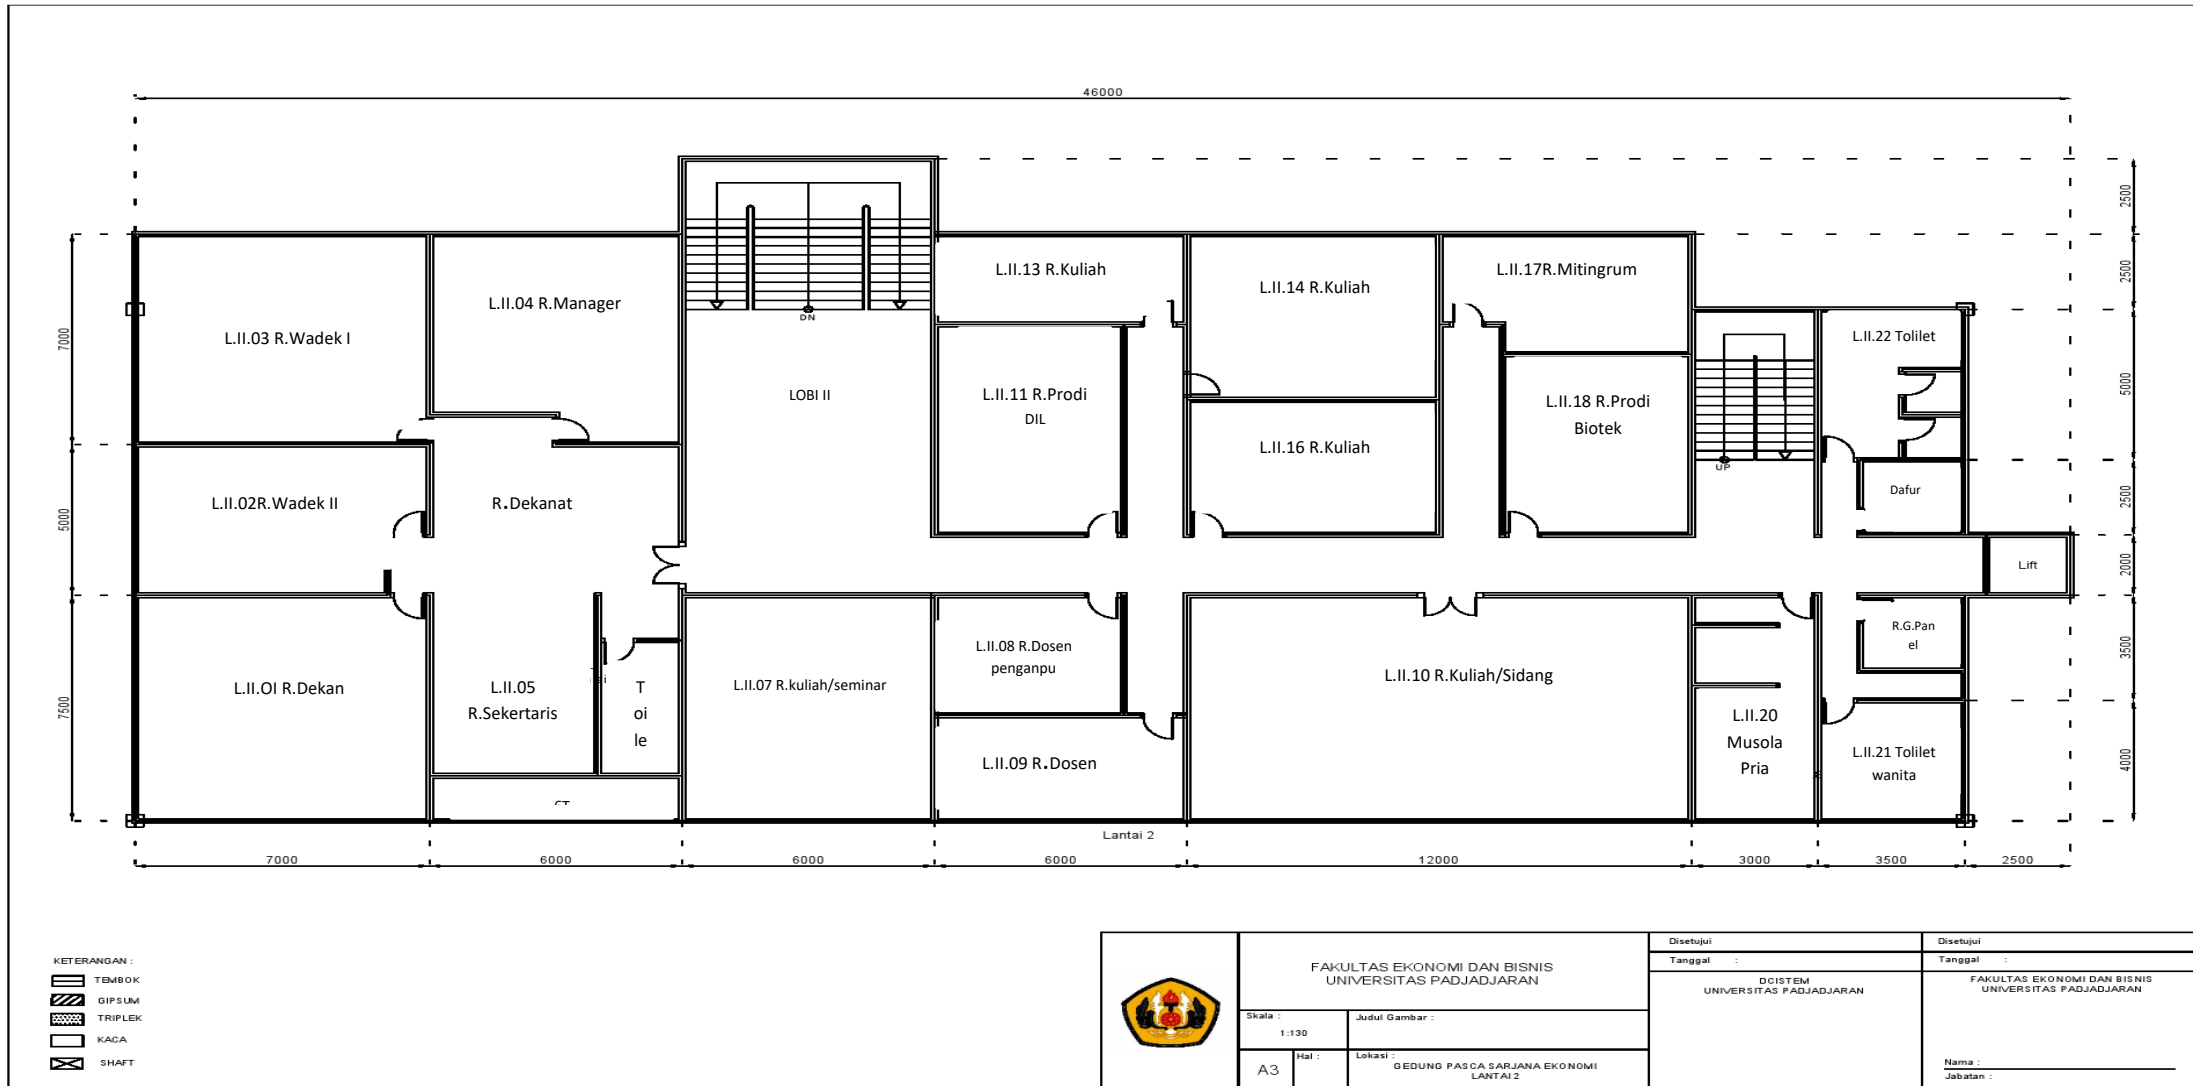 46000
2500
L.II.13 R.Kuliah
L.II.17R.Mitingrum
2500
L.II.14 R.Kuliah
L.II.04 R.Manager
DN
L.II.03 R.Wadek I
7000
L.II.22 Tolilet
5000
LOBI II
L.II.11 R.Prodi
DIL
L.II.18 R.Prodi
Biotek
L.II.16 R.Kuliah
UP
L.II.02R.Wadek II
5000
R.Dekanat
Dafur
2500
Lift
2000
L.II.08 R.Dosen
penganpu
R.G.Pan
el
3500
L.II.OI R.Dekan
7500
L.II.05
R.Sekertaris
T
oi
le
L.II.07 R.kuliah/seminar
L.II.10 R.Kuliah/Sidang
L.II.09 R.Dosen
L.II.20
Musola
Pria
L.II.21 Tolilet
wanita
4000
Lantai 2
7000 6000 6000 6000 12000 3000 3500 2500
KETERANGAN :
TEMBOK
GIPSUM
TRIPLEK
KACA
SHAFT
FAKULTAS EKONOMI DAN BISNIS
UNIVERSITAS PADJADJARAN
Skala :
1:130
Judul Gambar :
A3
Hal :
Lokasi :
GEDUNG PASCA SARJANA EKONOMI
LANTAI 2
Disetujui
Tanggal :
DCISTEM
UNIVERSITAS PADJADJARAN
Disetujui
Tanggal :
FAKULTAS EKONOMI DAN BISNIS
UNIVERSITAS PADJADJARAN
Nama :
Jabatan :